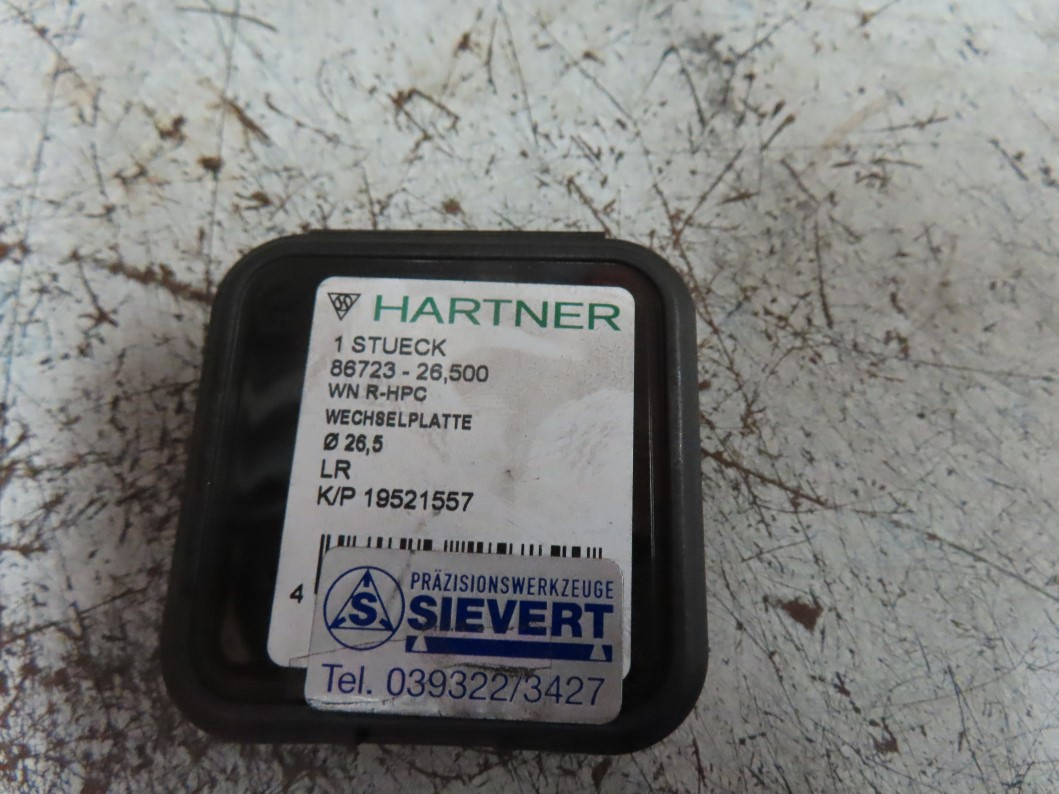 HARTNER
1 STUECK
86723 - 26,500
WN R-HPC
WECHSELPLATTE
Ø 26,5
LR
K/P 19521557
4
S
PRÄZISIONSWERKZEUGE
SIEVERT
Tel. 039322/3427